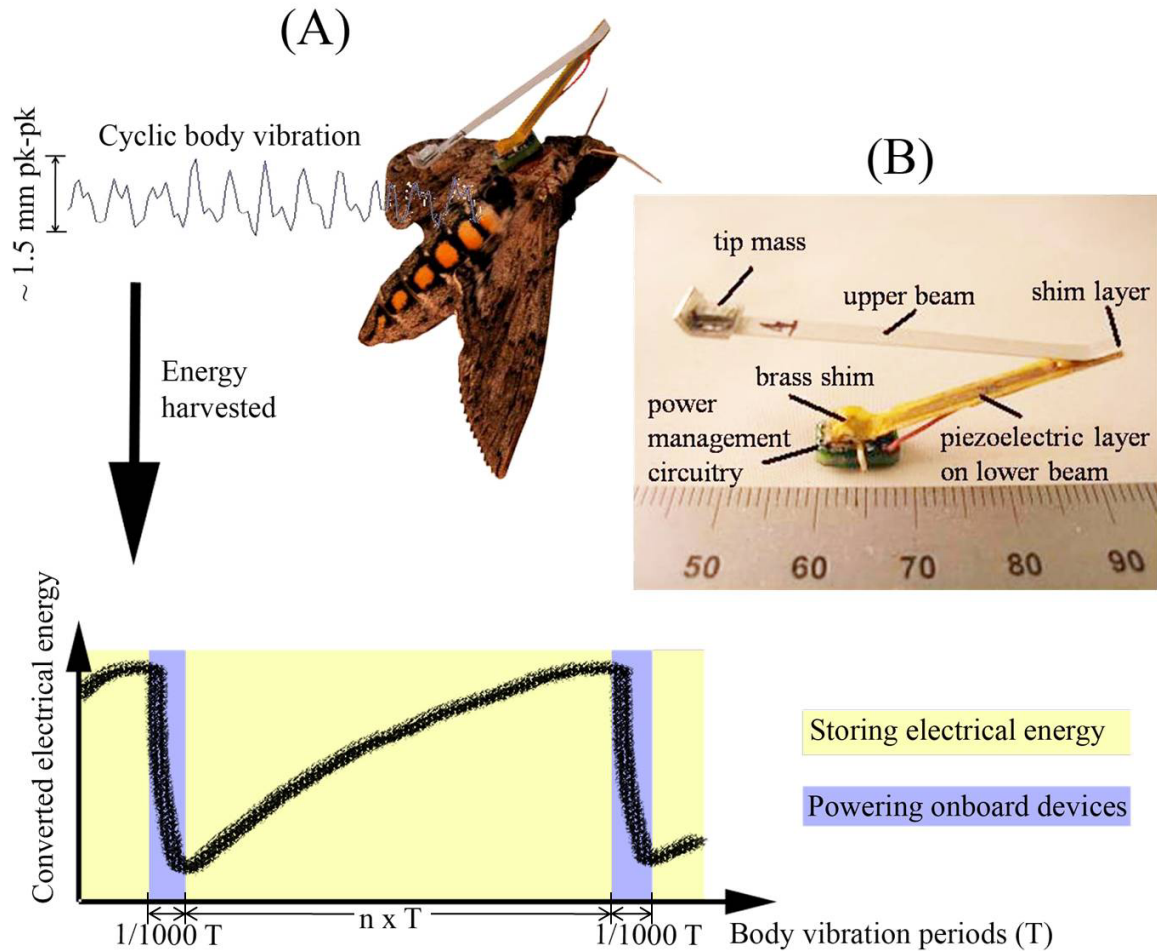 (A)
Cyclic body vibration
~ 1.5 mm pk-pk
Energy
harvested
(B)
tip mass
upper beam
shim layer
brass shim
power
management
circuitry
piezoelectric layer
on lower beam
4
50 60 70 80 90
Converted electrical energy
Storing electrical energy
Powering onboard devices
1/1000 T
n x T
1/1000 T
Body vibration periods (T)